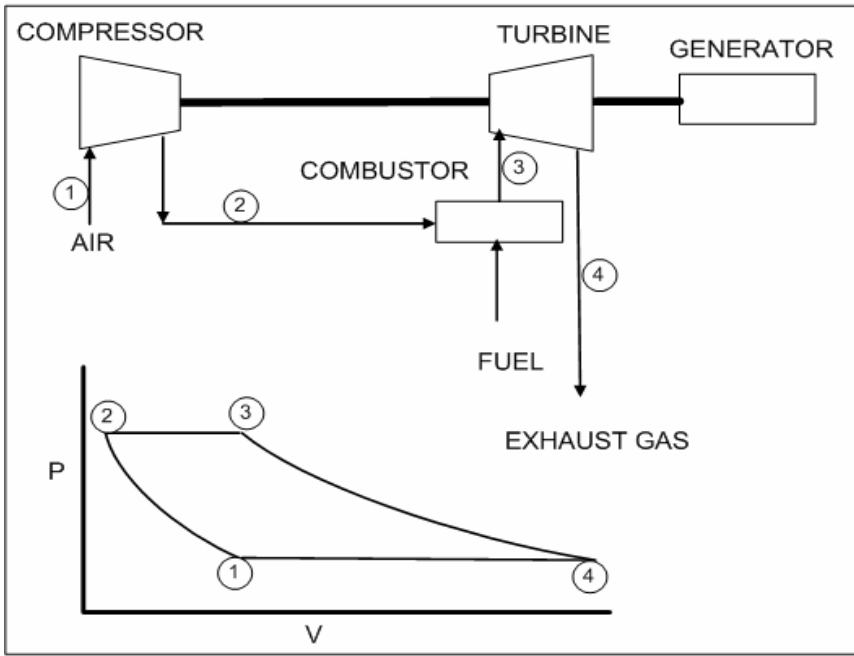 COMPRESSOR
TURBINE
GENERATOR
COMBUSTOR
3
1
2
AIR
4
FUEL
2
3
EXHAUST GAS
P
1
4
V